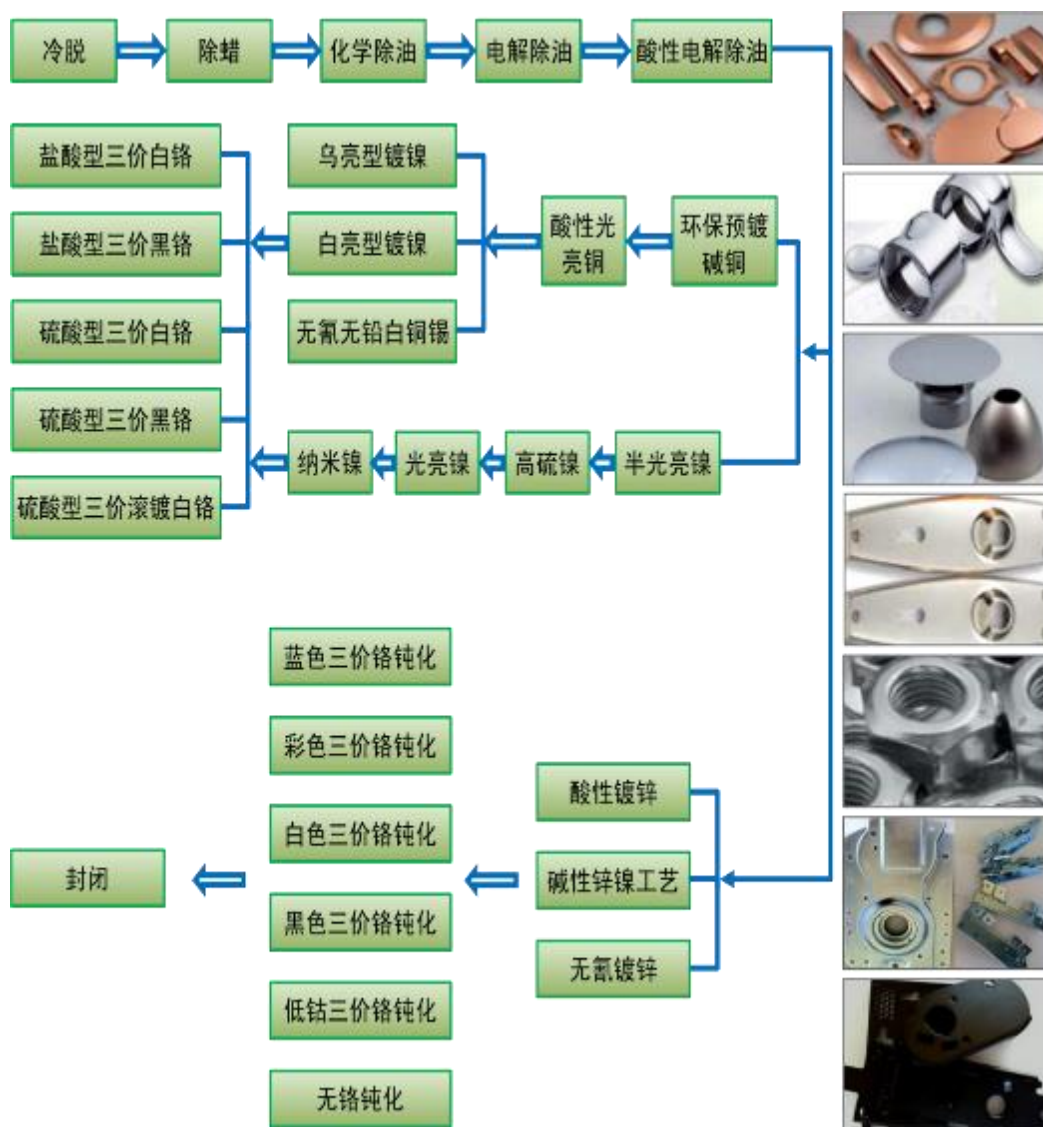 冷脱
除蜡
化学除油
电解除油
酸性电解除油
盐酸型三价白铬
盐酸型三价黑铬
硫酸型三价白铬
硫酸型三价黑铬
硫酸型三价滚镀白铬
乌亮型镀镍
白亮型镀镍
无氰无铅白铜锡
酸性光
亮铜
环保预镀
碱铜
纳米镍
光亮镍
高硫镍
半光亮镍
蓝色三价铬钝化
彩色三价铬钝化
白色三价铬钝化
黑色三价铬钝化
低钴三价铬钝化
无铬钝化
酸性镀锌
碱性锌镍工艺
无氰镀锌
封闭